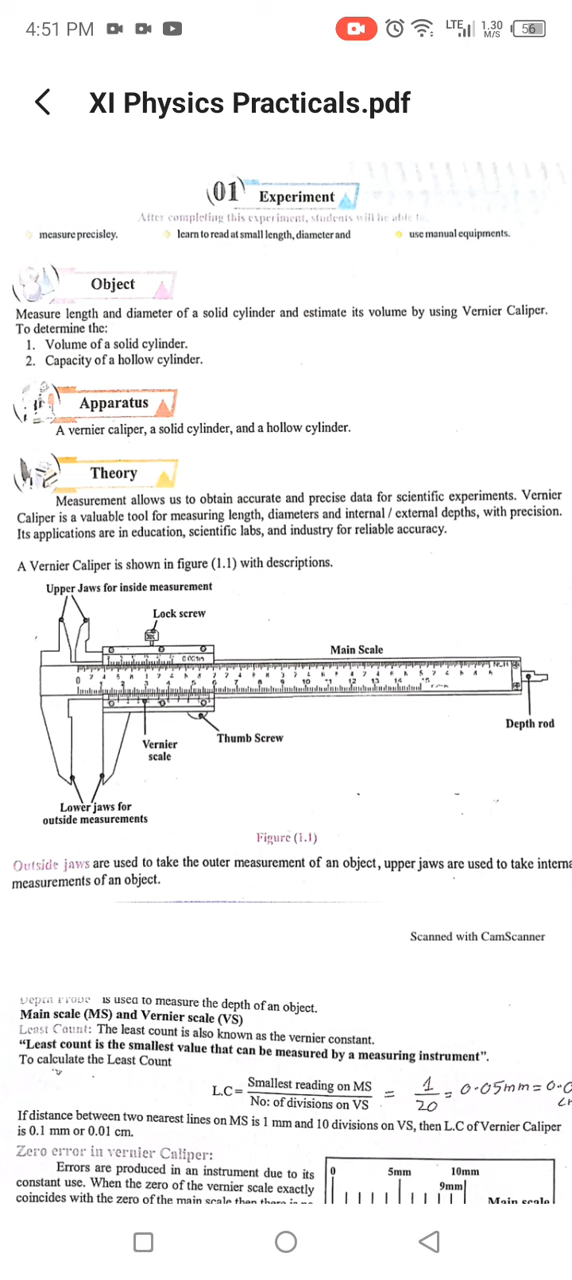 4:51 PM
LTE 1.30 M/S 56
XI Physics Practicals.pdf
01 Experiment
After completing this experiment, students will be able to
measure precisley.
learn to read at small length, diameter and
use manual equipments.
Object
Measure length and diameter of a solid cylinder and estimate its volume by using Vernier Caliper.
To determine the:
1. Volume of a solid cylinder.
2. Capacity of a hollow cylinder.
Apparatus
A vernier caliper, a solid cylinder, and a hollow cylinder.
Theory
Measurement allows us to obtain accurate and precise data for scientific experiments. Vernier
Caliper is a valuable tool for measuring length, diameters and internal / external depths, with precision.
Its applications are in education, scientific labs, and industry for reliable accuracy.
A Vernier Caliper is shown in figure (1.1) with descriptions.
Upper Jaws for inside measurement
Lock screw
Main Scale
Depth rod
Thumb Screw
Vernier
scale
Lower jaws for
outside measurements
Figure (1.1)
Outside jaws are used to take the outer measurement of an object, upper jaws are used to take interna
measurements of an object.
Scanned with CamScanner
is used to measure the depth of an object.
Main scale (MS) and Vernier scale (VS)
Least Count: The least count is also known as the vernier constant.
“Least count is the smallest value that can be measured by a measuring instrument”.
To calculate the Least Count
L.C = Smallest reading on MS / No: of divisions on VS = 1/20 = 0.05mm = 0.0
If distance between two nearest lines on MS is 1 mm and 10 divisions on VS, then L.C of Vernier Caliper
is 0.1 mm or 0.01 cm.
Zero error in vernier Caliper:
Errors are produced in an instrument due to its
constant use. When the zero of the vernier scale exactly
coincides with the zero of the main scale then there is
0 5mm 10mm
9mm
Main scale